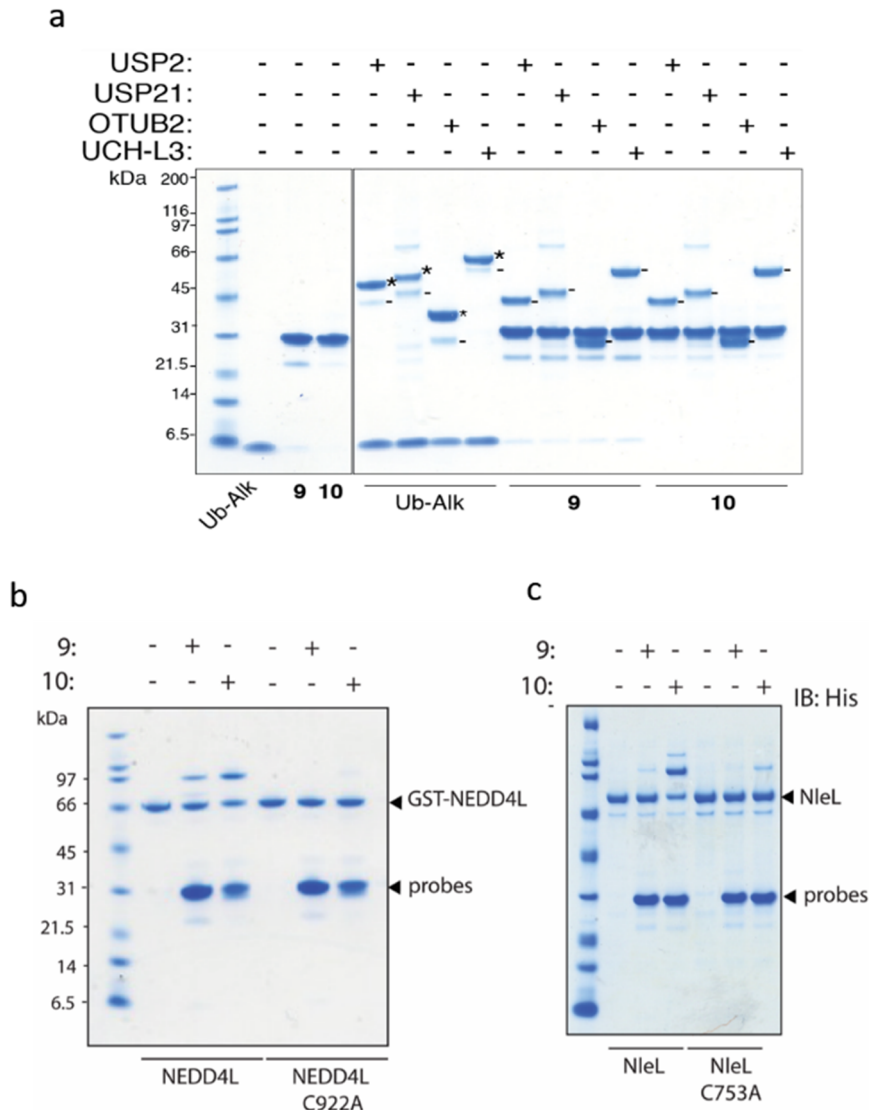 a
USP2: - - - + - - - + - - - + - - -
USP21: - - - - + - - - + - - - + - -
OTUB2: - - - - - + - - - + - - - + -
UCH-L3: - - - - - - + - - - + - - - +
kDa 200
116
97
66
45
31
21.5
14
6.5
* - * - * - * -
- - - - - - - -
Ub-Alk 9 10 Ub-Alk 9 10
b
9: - + - - + -
10: - - + - - +
kDa
97
66
45
31
21.5
14
6.5
GST-NEDD4L
probes
NEDD4L NEDD4L
C922A
c
9: - + - - + -
10: - - + - - +
-
IB: His
NleL
probes
NleL NleL
C753A